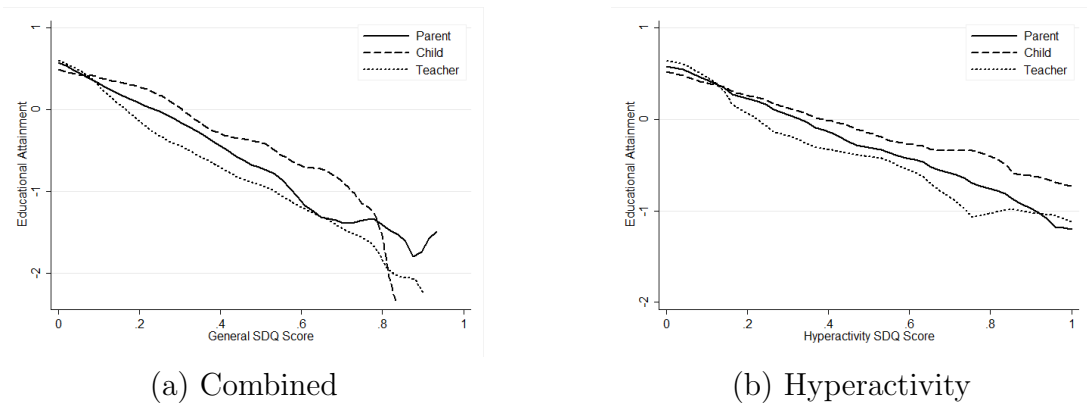 Parent
Child
Teacher
Educational Attainment
1
0
-1
-2
0 .2 .4 .6 .8 1
General SDQ Score
(a) Combined
Parent
Child
Teacher
Educational Attainment
1
0
-1
-2
0 .2 .4 .6 .8 1
Hyperactivity SDQ Score
(b) Hyperactivity